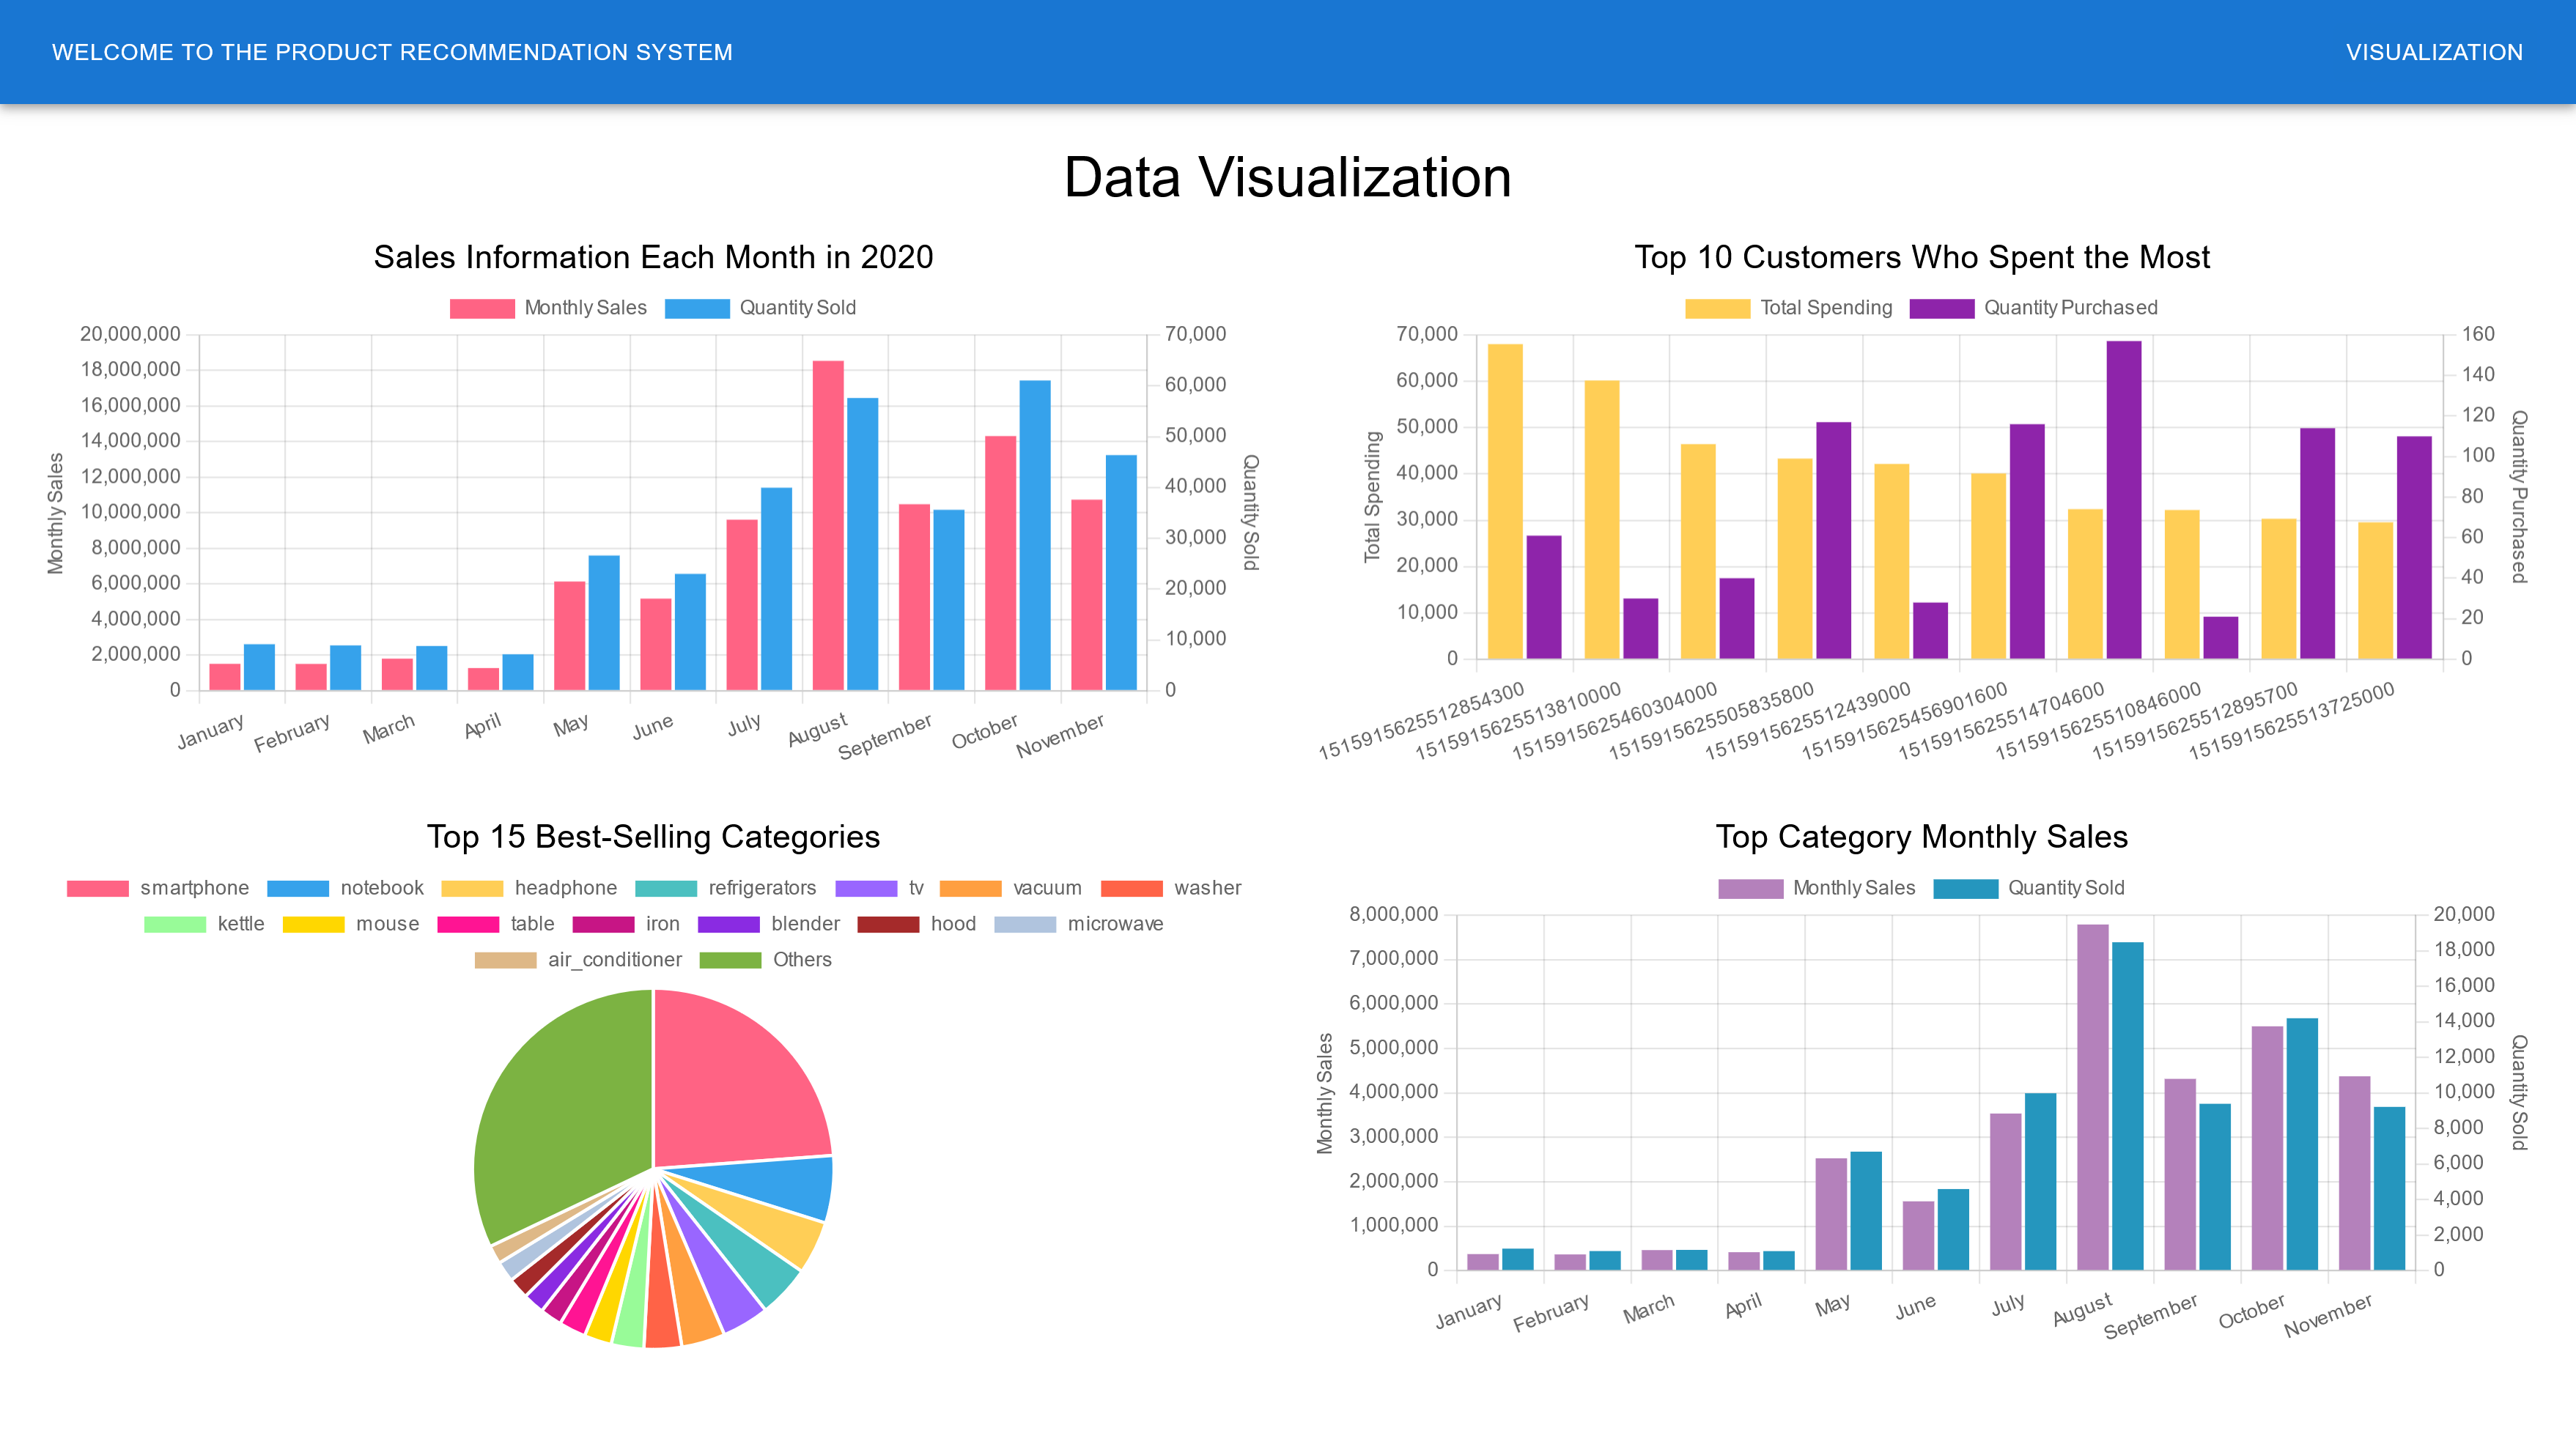 WELCOME TO THE PRODUCT RECOMMENDATION SYSTEM
VISUALIZATION
Data Visualization
Sales Information Each Month in 2020
Monthly Sales
Quantity Sold
20,000,000
18,000,000
16,000,000
14,000,000
12,000,000
10,000,000
8,000,000
6,000,000
4,000,000
2,000,000
0
Monthly Sales
70,000
60,000
50,000
40,000
30,000
20,000
10,000
0
Quantity Sold
January
February
March
April
May
June
July
August
September
October
November
Top 10 Customers Who Spent the Most
Total Spending
Quantity Purchased
70,000
60,000
50,000
40,000
30,000
20,000
10,000
0
Total Spending
160
140
120
100
80
60
40
20
0
Quantity Purchased
1515915625512854300
1515915625513810000
1515915625460304000
1515915625505835800
1515915625512439000
1515915625456901600
1515915625514704600
1515915625510846000
1515915625512895700
1515915625513725000
Top 15 Best-Selling Categories
smartphone
notebook
headphone
refrigerators
tv
vacuum
washer
kettle
mouse
table
iron
blender
hood
microwave
air_conditioner
Others
Top Category Monthly Sales
Monthly Sales
Quantity Sold
8,000,000
7,000,000
6,000,000
5,000,000
4,000,000
3,000,000
2,000,000
1,000,000
0
Monthly Sales
20,000
18,000
16,000
14,000
12,000
10,000
8,000
6,000
4,000
2,000
0
Quantity Sold
January
February
March
April
May
June
July
August
September
October
November